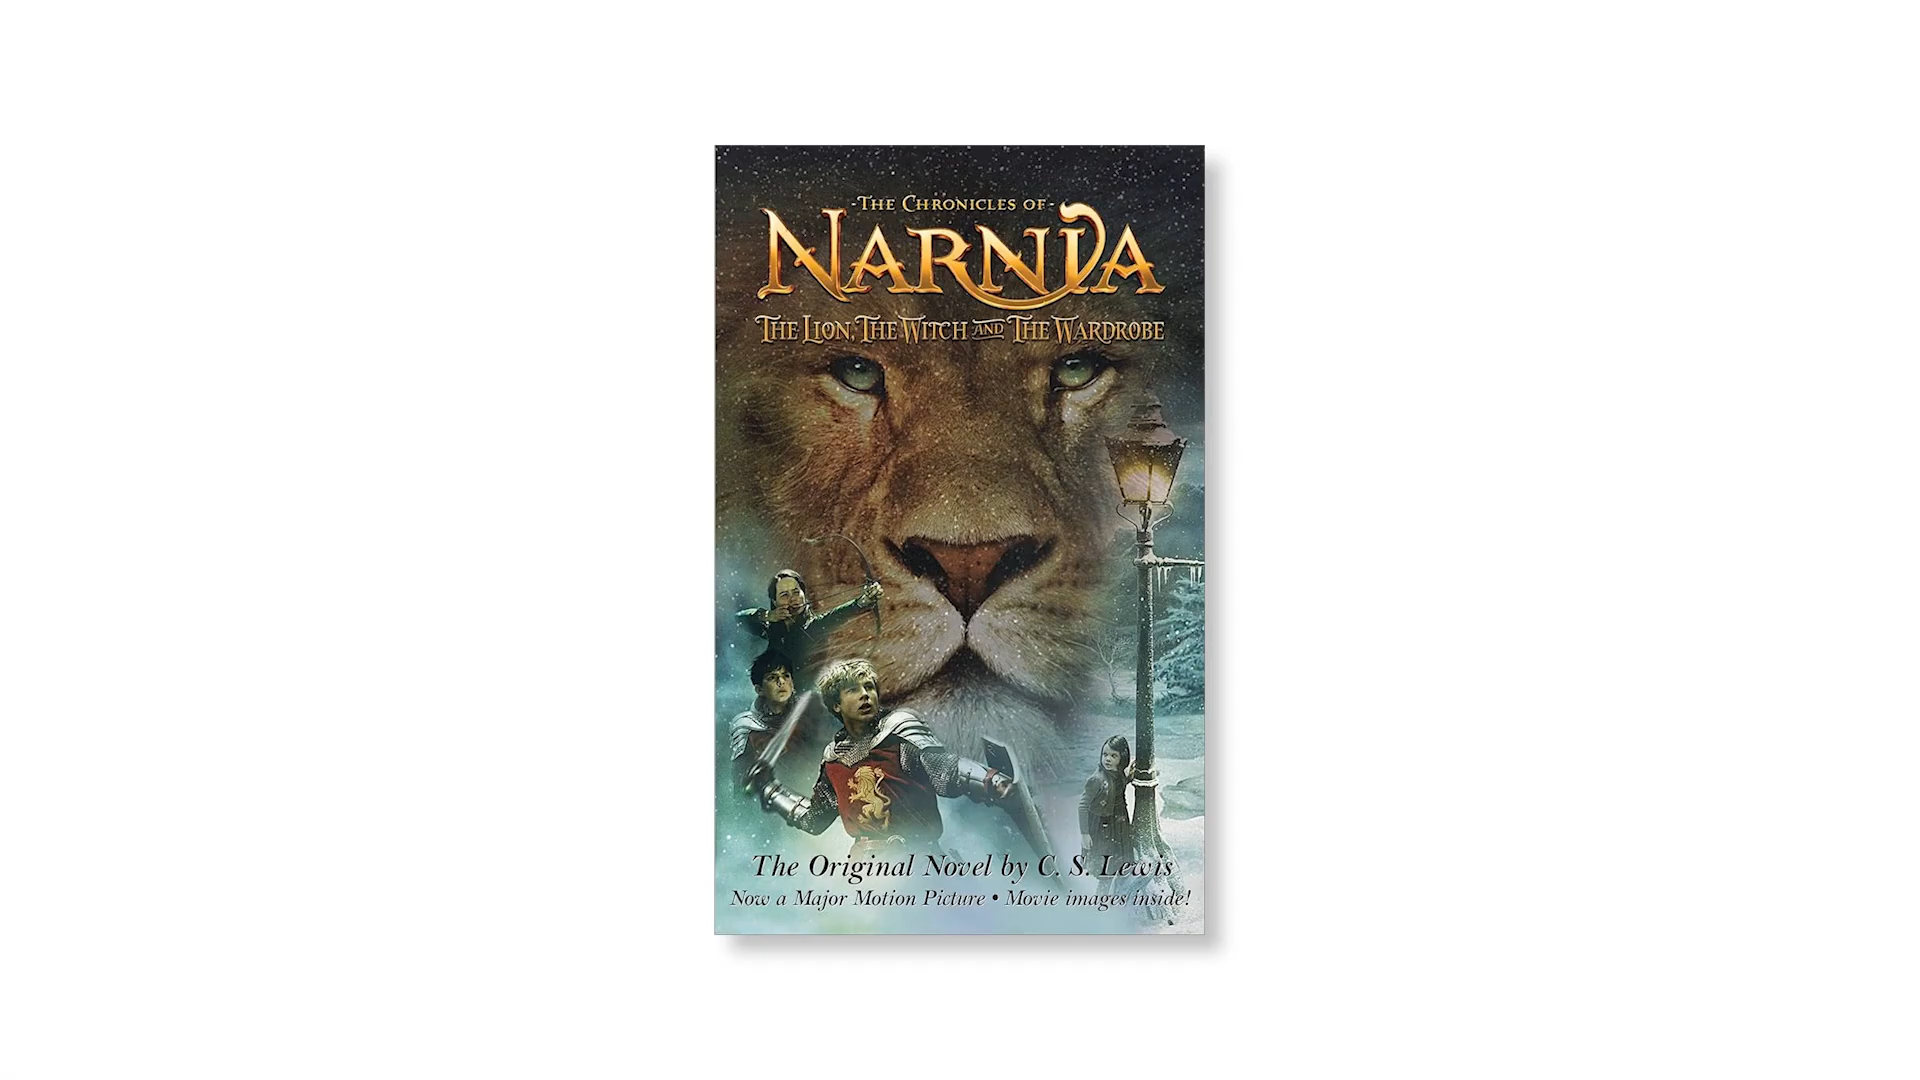 -The Chronicles of-
Narnia
The Lion, The Witch and The Wardrobe
The Original Novel by C. S. Lewis
Now a Major Motion Picture • Movie images inside!